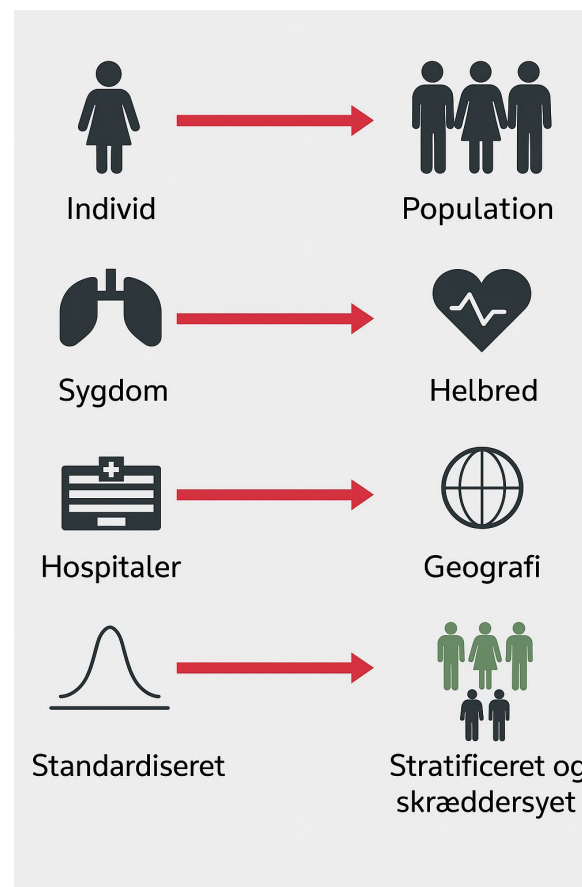 Individ
Population
Sygdom
Helbred
Hospitaler
Geografi
Standardiseret
Stratificeret og
skræddersyet